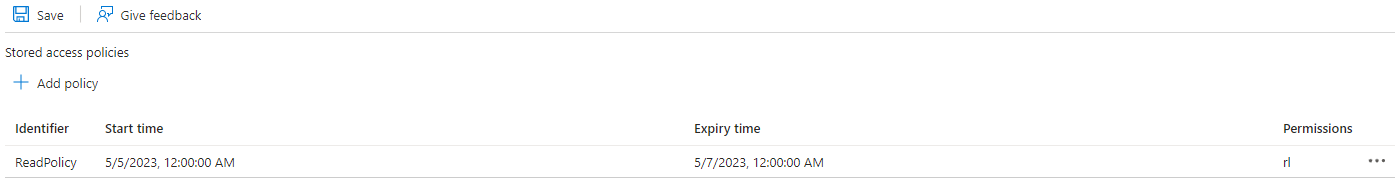 Save Give feedback
Stored access policies
Add policy
Identifier Start time Expiry time Permissions
ReadPolicy 5/5/2023, 12:00:00 AM 5/7/2023, 12:00:00 AM rl